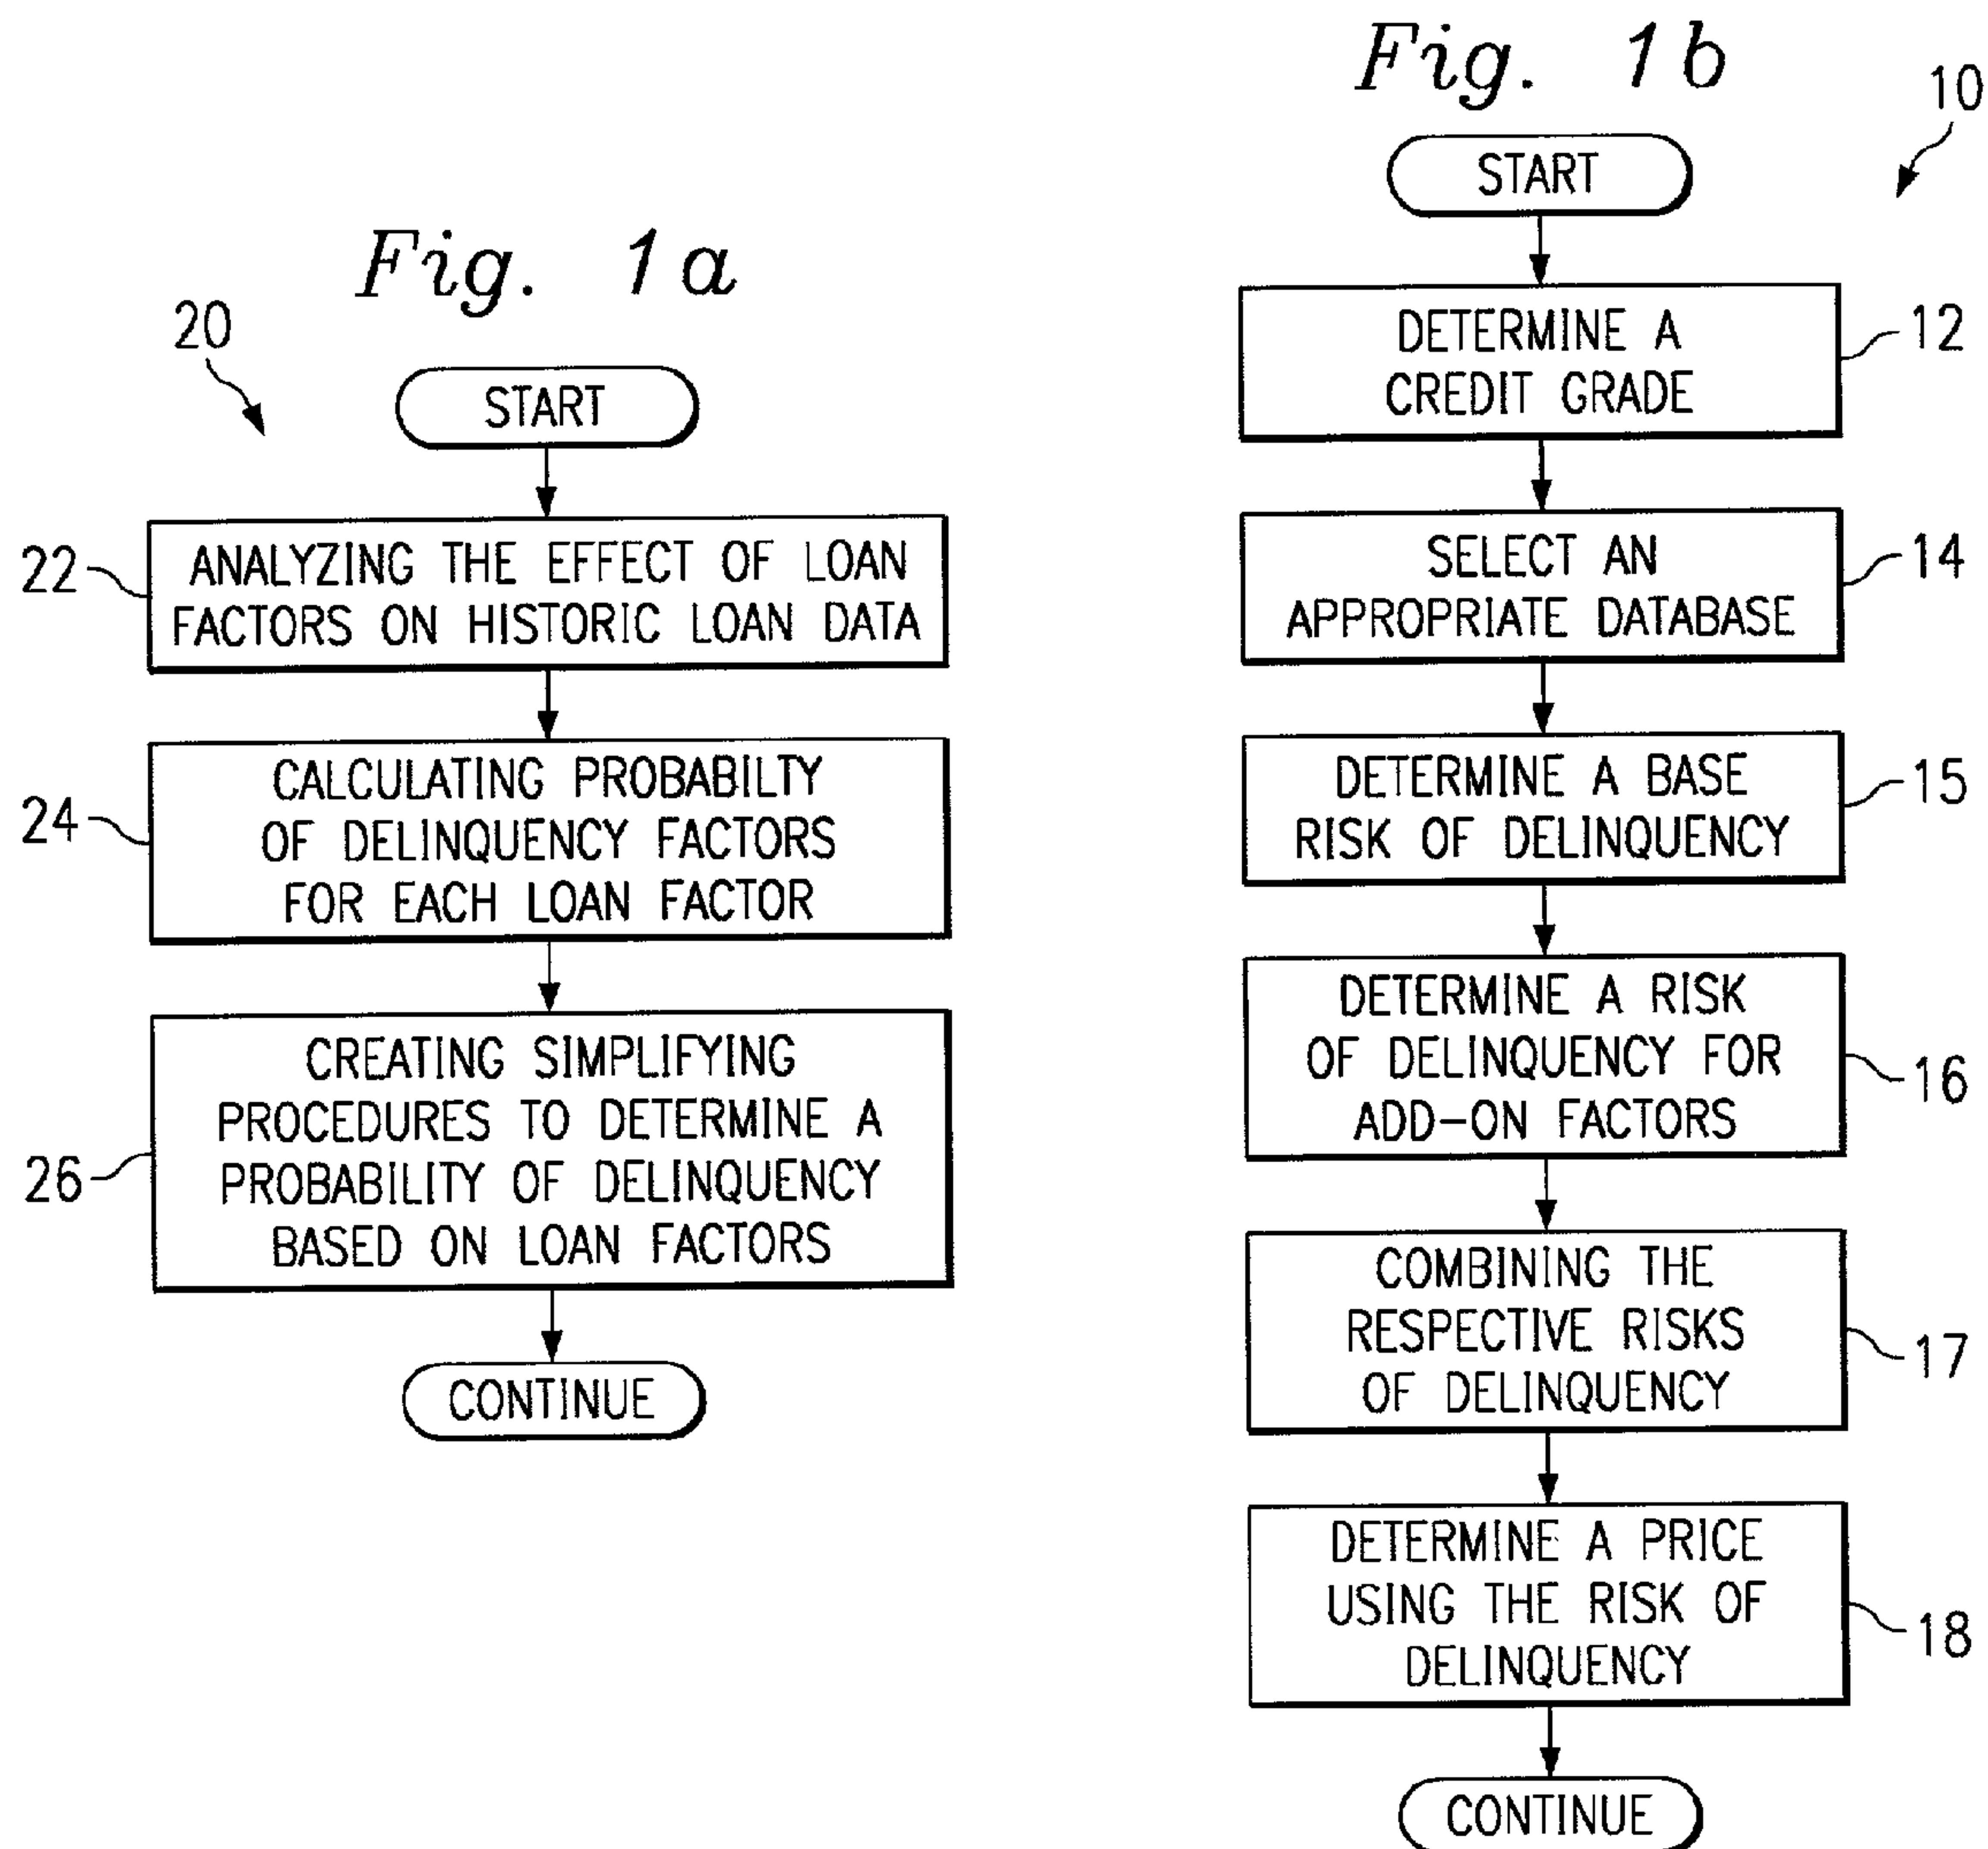 Fig. 1a
20
START
22
ANALYZING THE EFFECT OF LOAN
FACTORS ON HISTORIC LOAN DATA
24
CALCULATING PROBABILTY
OF DELINQUENCY FACTORS
FOR EACH LOAN FACTOR
26
CREATING SIMPLIFYING
PROCEDURES TO DETERMINE A
PROBABILITY OF DELINQUENCY
BASED ON LOAN FACTORS
CONTINUE
Fig. 1b
10
START
DETERMINE A
CREDIT GRADE
12
SELECT AN
APPROPRIATE DATABASE
14
DETERMINE A BASE
RISK OF DELINQUENCY
15
DETERMINE A RISK
OF DELINQUENCY FOR
ADD-ON FACTORS
16
COMBINING THE
RESPECTIVE RISKS
OF DELINQUENCY
17
DETERMINE A PRICE
USING THE RISK OF
DELINQUENCY
18
CONTINUE